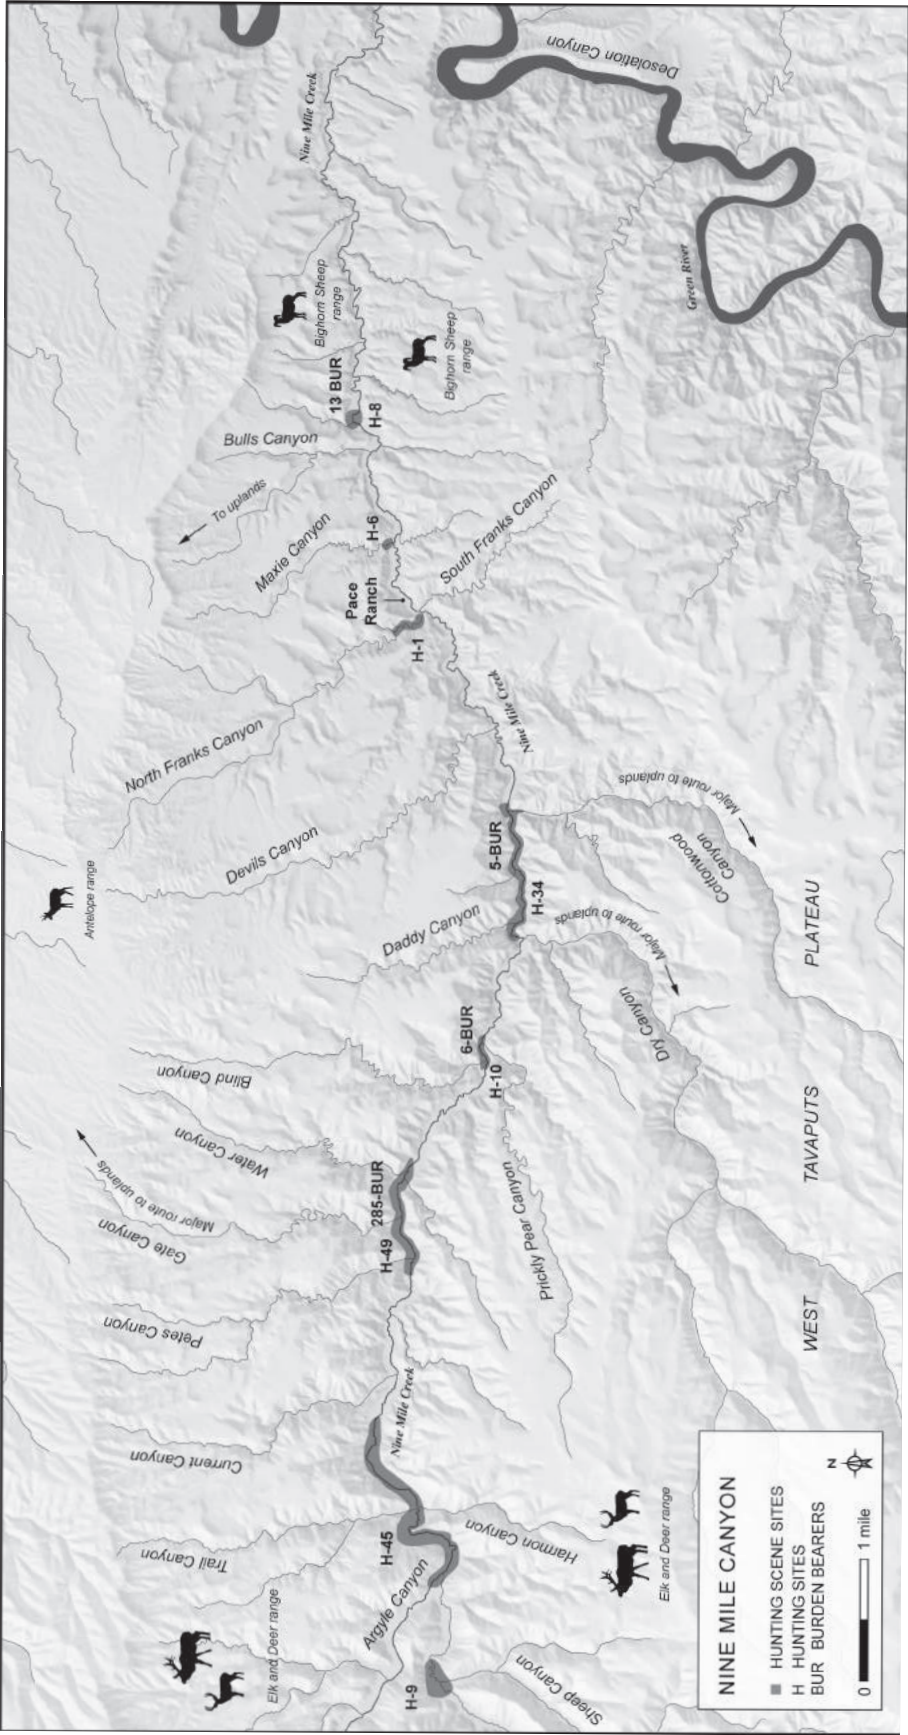 Elk and Deer range
Trail Canyon
Current Canyon
Petes Canyon
Gate Canyon
Major route to uplands
Water Canyon
Blind Canyon
Antelope range
Devils Canyon
Daddy Canyon
North Franks Canyon
Maxie Canyon
To uplands
Bulls Canyon
Bighorn Sheep
range
Nine Mile Creek
H-9
Argyle Canyon
H-45
Nine Mile Creek
H-49
285-BUR
6-BUR
H-10
5-BUR
H-34
Nine Mile Creek
H-1
Pace
Ranch
H-6
13 BUR
H-8
Bighorn Sheep
range
South Franks Canyon
Sheep Canyon
Harmon Canyon
Elk and Deer range
Prickly Pear Canyon
Dry Canyon
Major route to uplands
Cottonwood
Canyon
Major route to uplands
Green River
Desolation Canyon
WEST
TAVAPUTS
PLATEAU
NINE MILE CANYON
HUNTING SCENE SITES
H HUNTING SITES
BUR BURDEN BEARERS
N
0 1 mile